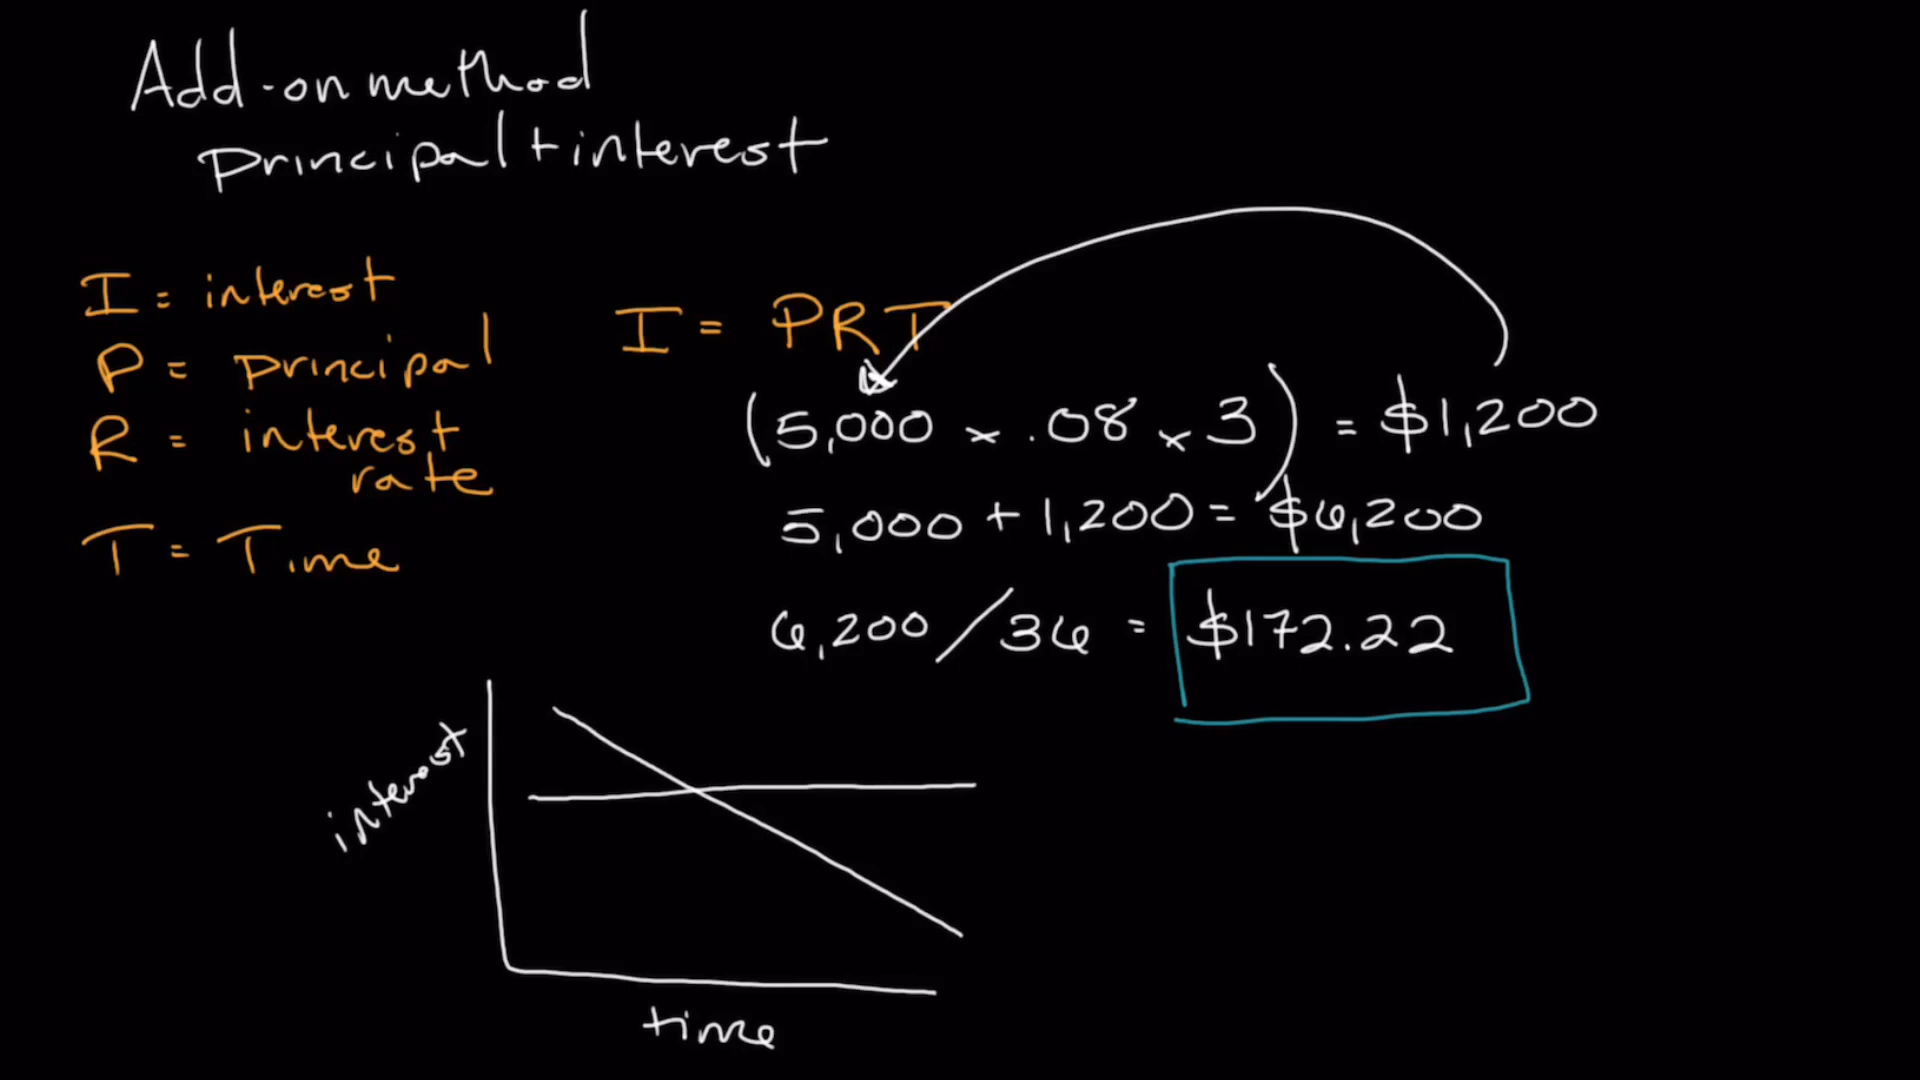 Add-on method
principal + interest
I = interest
P = principal
R = interest
rate
T = Time
I = PRT
(5,000 x .08 x 3) = $1,200
5,000 + 1,200 = $6,200
6,200/36 = $172.22
interest
time